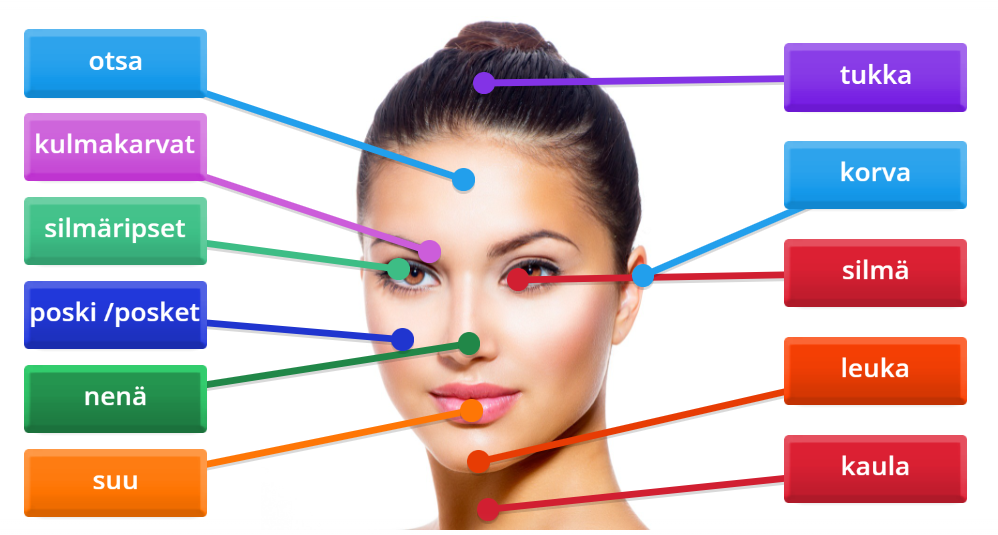 otsa
kulmakarvat
silmäripset
poski /posket
nenä
suu
tukka
korva
silmä
leuka
kaula